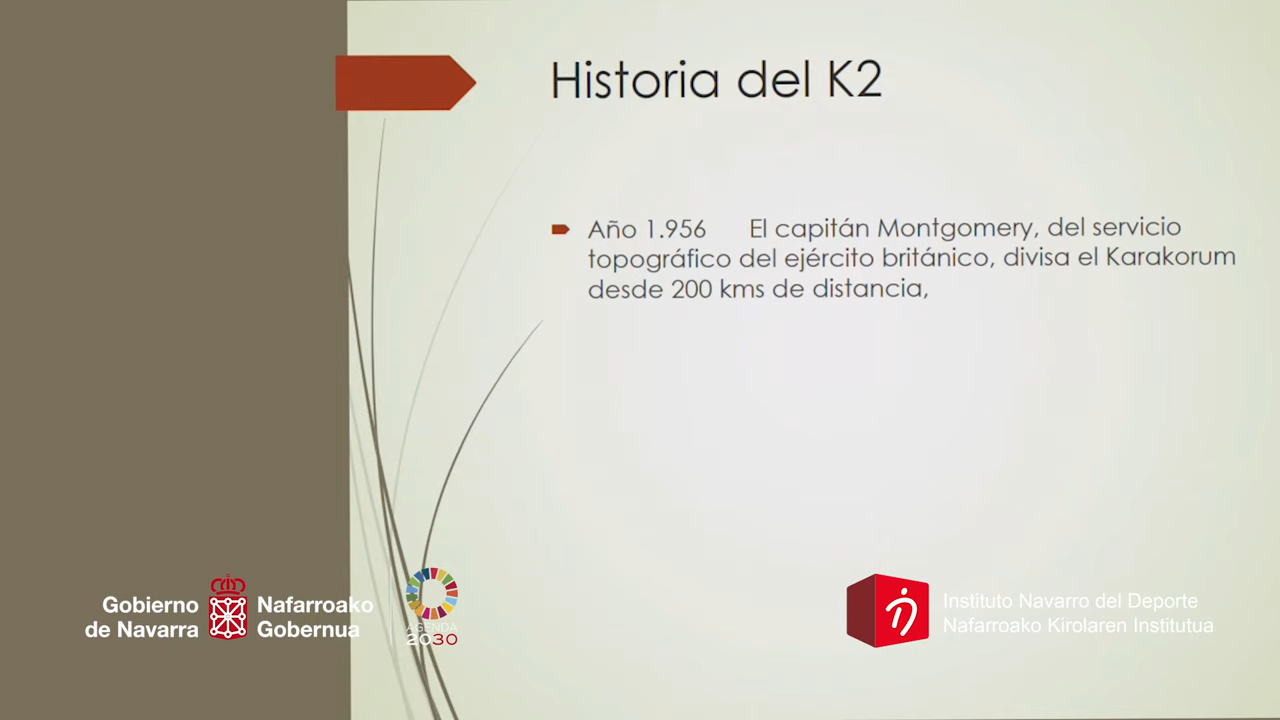 Historia del K2
Año 1.956 El capitán Montgomery, del servicio
topográfico del ejército británico, divisa el Karakorum
desde 200 kms de distancia,
Gobierno
de Navarra
Nafarroako
Gobernua
AGENDA
2030
Instituto Navarro del Deporte
Nafarroako Kirolaren Institutua